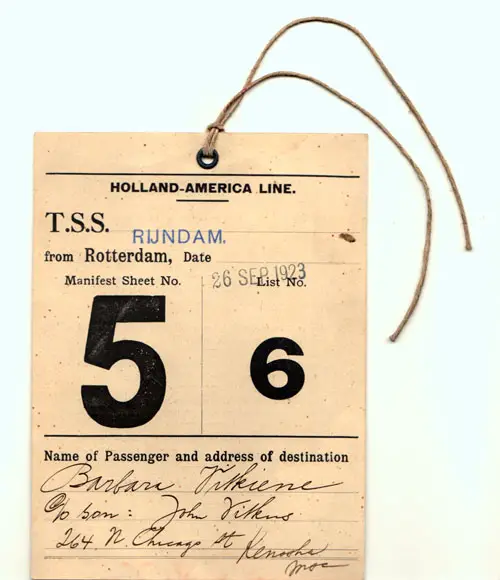 HOLLAND-AMERICA LINE.
T.S.S. RIJNDAM.
from Rotterdam, Date 26 SEP 1923
Manifest Sheet No. List No.
5 6
Name of Passenger and address of destination
Barbara Vitkiene
c/o son: John Vitkus
264 N. Chicago St
Kenosha